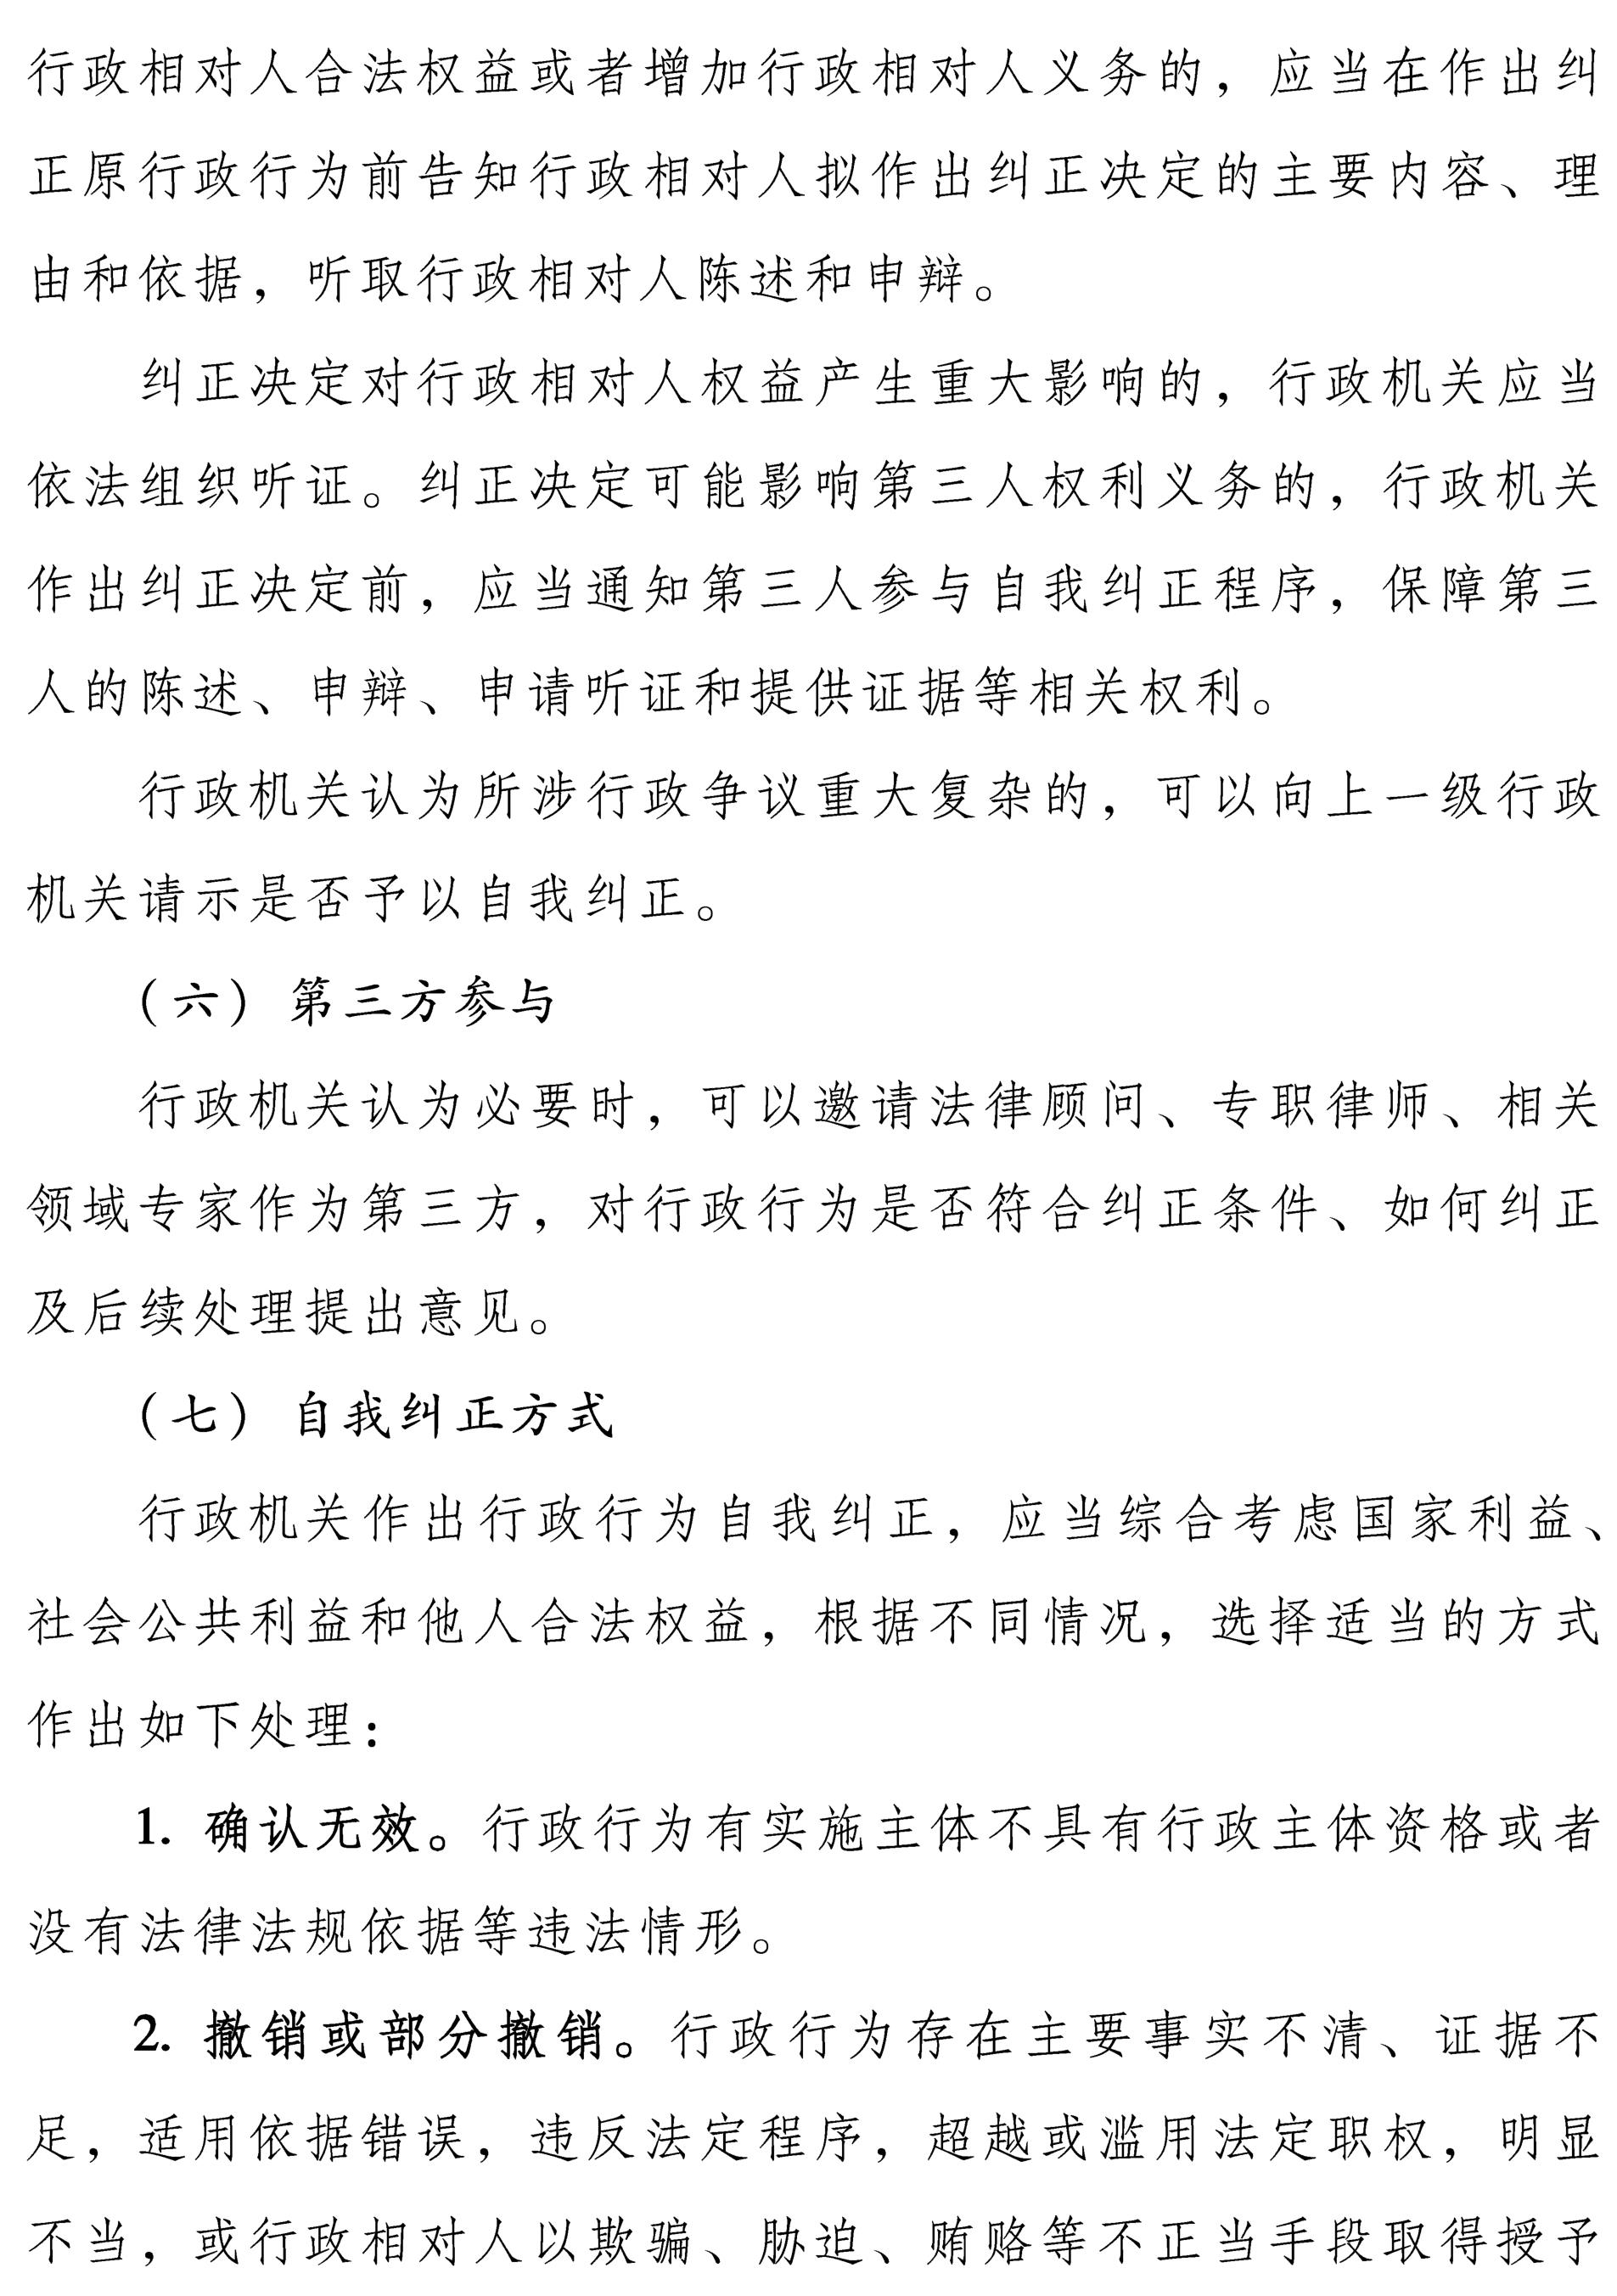 行政相对人合法权益或者增加行政相对人义务的，应当在作出纠
正原行政行为前告知行政相对人拟作出纠正决定的主要内容、理
由和依据，听取行政相对人陈述和申辩。
纠正决定对行政相对人权益产生重大影响的，行政机关应当
依法组织听证。纠正决定可能影响第三人权利义务的，行政机关
作出纠正决定前，应当通知第三人参与自我纠正程序，保障第三
人的陈述、申辩、申请听证和提供证据等相关权利。
行政机关认为所涉行政争议重大复杂的，可以向上一级行政
机关请示是否予以自我纠正。
（六）第三方参与
行政机关认为必要时，可以邀请法律顾问、专职律师、相关
领域专家作为第三方，对行政行为是否符合纠正条件、如何纠正
及后续处理提出意见。
（七）自我纠正方式
行政机关作出行政行为自我纠正，应当综合考虑国家利益、
社会公共利益和他人合法权益，根据不同情况，选择适当的方式
作出如下处理：
1. 确认无效。行政行为有实施主体不具有行政主体资格或者
没有法律法规依据等违法情形。
2. 撤销或部分撤销。行政行为存在主要事实不清、证据不
足，适用依据错误，违反法定程序，超越或滥用法定职权，明显
不当，或行政相对人以欺骗、胁迫、贿赂等不正当手段取得授予